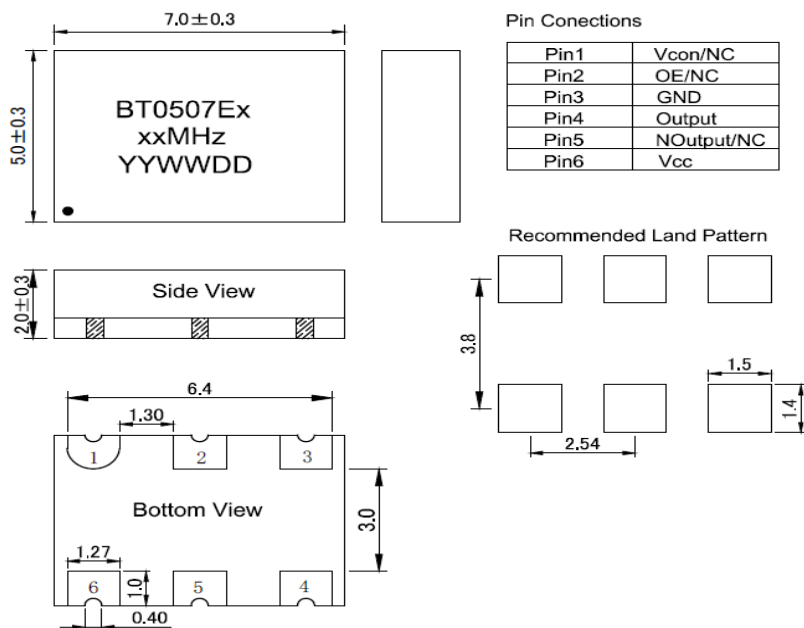 7.0±0.3
5.0±0.3
BT0507Ex
xxMHz
YYWWDD
Pin Conections
Pin1 Vcon/NC
Pin2 OE/NC
Pin3 GND
Pin4 Output
Pin5 NOutput/NC
Pin6 Vcc
2.0±0.3
Side View
Recommended Land Pattern
3.8
1.5
1.4
2.54
6.4
1.30
1
2
3
Bottom View
3.0
1.27
6
1.0
5
4
0.40